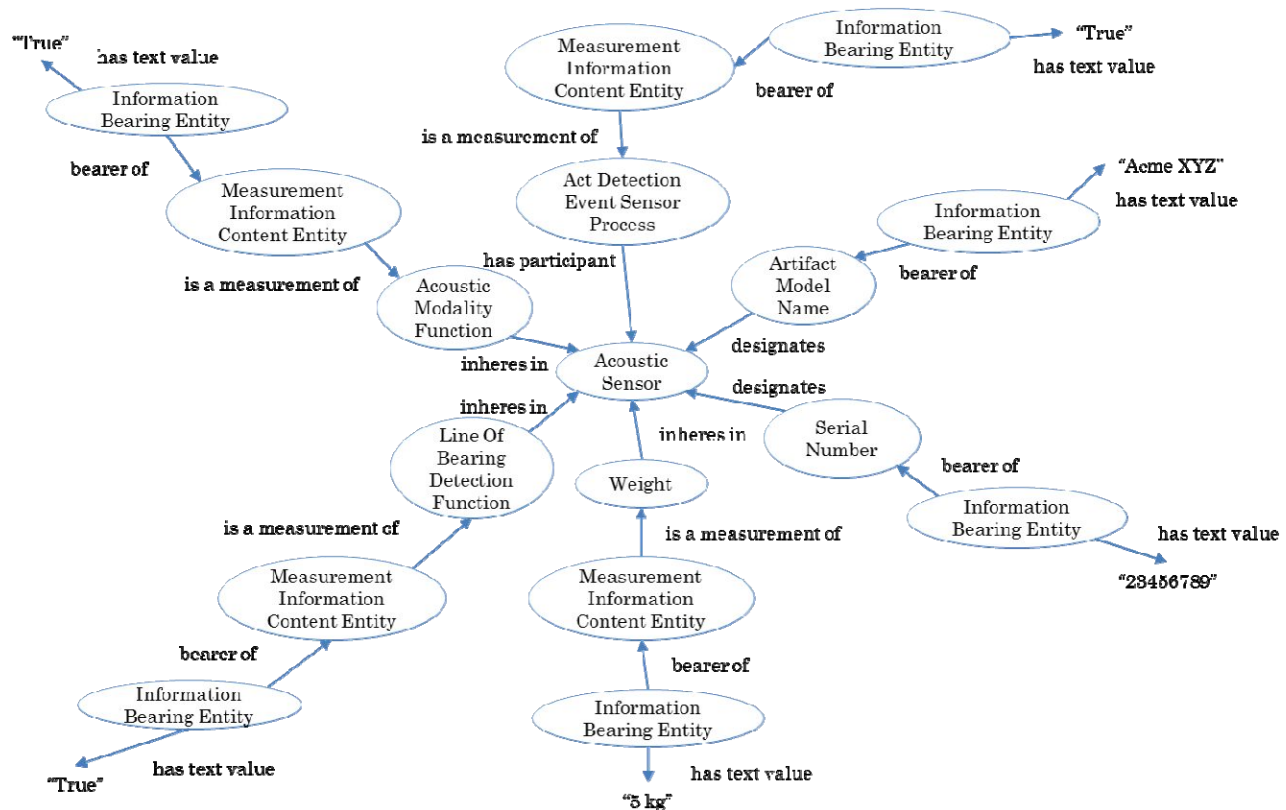 "True"
has text value
Information
Bearing Entity
bearer of
Measurement
Information
Content Entity
is a measurement of
Acoustic
Modality
Function
inheres in
Measurement
Information
Content Entity
is a measurement of
Act Detection
Event Sensor
Process
has participant
Information
Bearing Entity
bearer of
"True"
has text value
"Acme XYZ"
has text value
Information
Bearing Entity
bearer of
Artifact
Model
Name
designates
Acoustic
Sensor
designates
Serial
Number
bearer of
Information
Bearing Entity
has text value
"23456789"
inheres in
Line Of
Bearing
Detection
Function
is a measurement of
Measurement
Information
Content Entity
bearer of
Information
Bearing Entity
"True"
has text value
inheres in
Weight
is a measurement of
Measurement
Information
Content Entity
bearer of
Information
Bearing Entity
has text value
"5 kg"